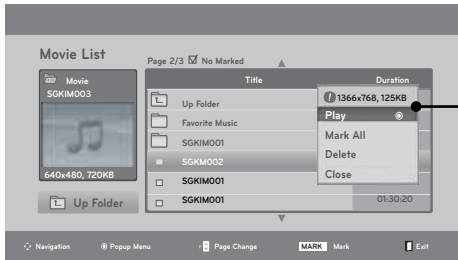 Movie List
Page 2/3 ☑ No Marked
Movie
SGKIM003
640x480, 720KB
Up Folder
Title
Duration
Up Folder
Favorite Music
SGKIM001
SGKM002
SGKIM001
SGKIM001
01:30:20
1366x768, 125KB
Play
Mark All
Delete
Close
Navigation
Popup Menu
Page Change
MARK Mark
Exit